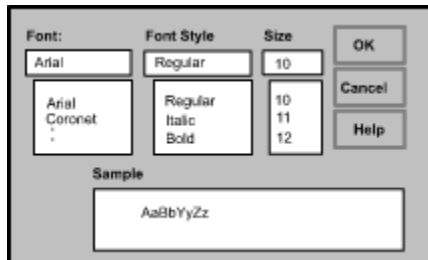 Font:
Font Style
Size
OK
Arial
Regular
10
Cancel
Arial
Coronet
:
Regular
Italic
Bold
10
11
12
Help
Sample
AaBbYyZz